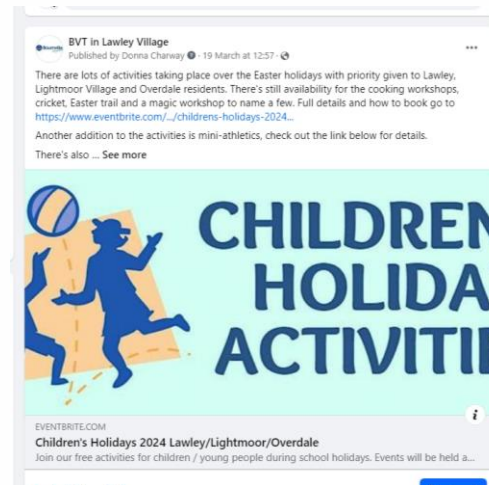 BVT in Lawley Village
Published by Donna Charway · 19 March at 12:57 ·
There are lots of activities taking place over the Easter holidays with priority given to Lawley,
Lightmoor Village and Overdale residents. There's still availability for the cooking workshops,
cricket, Easter trail and a magic workshop to name a few. Full details and how to book go to
https://www.eventbrite.com/.../childrens-holidays-2024...
Another addition to the activities is mini-athletics, check out the link below for details.
There's also ... See more
CHILDREN
HOLIDA
ACTIVITI
EVENTBRITE.COM
Children's Holidays 2024 Lawley/Lightmoor/Overdale
Join our free activities for children / young people during school holidays. Events will be held a...